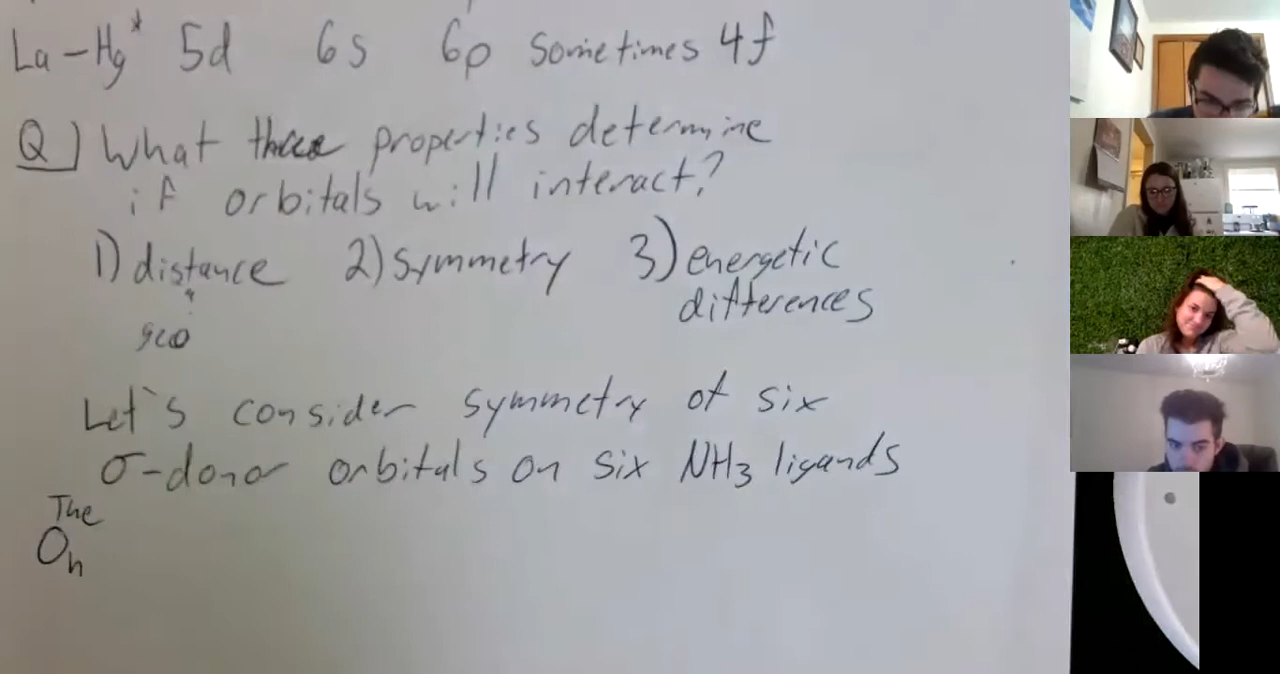 La-Hg* 5d 6s 6p sometimes 4f
Q] What three properties determine
if orbitals will interact?
1) distance 2) symmetry 3) energetic
differences
geo
Let's consider symmetry of six
σ-donor orbitals on six NH3 ligands
The
Oh